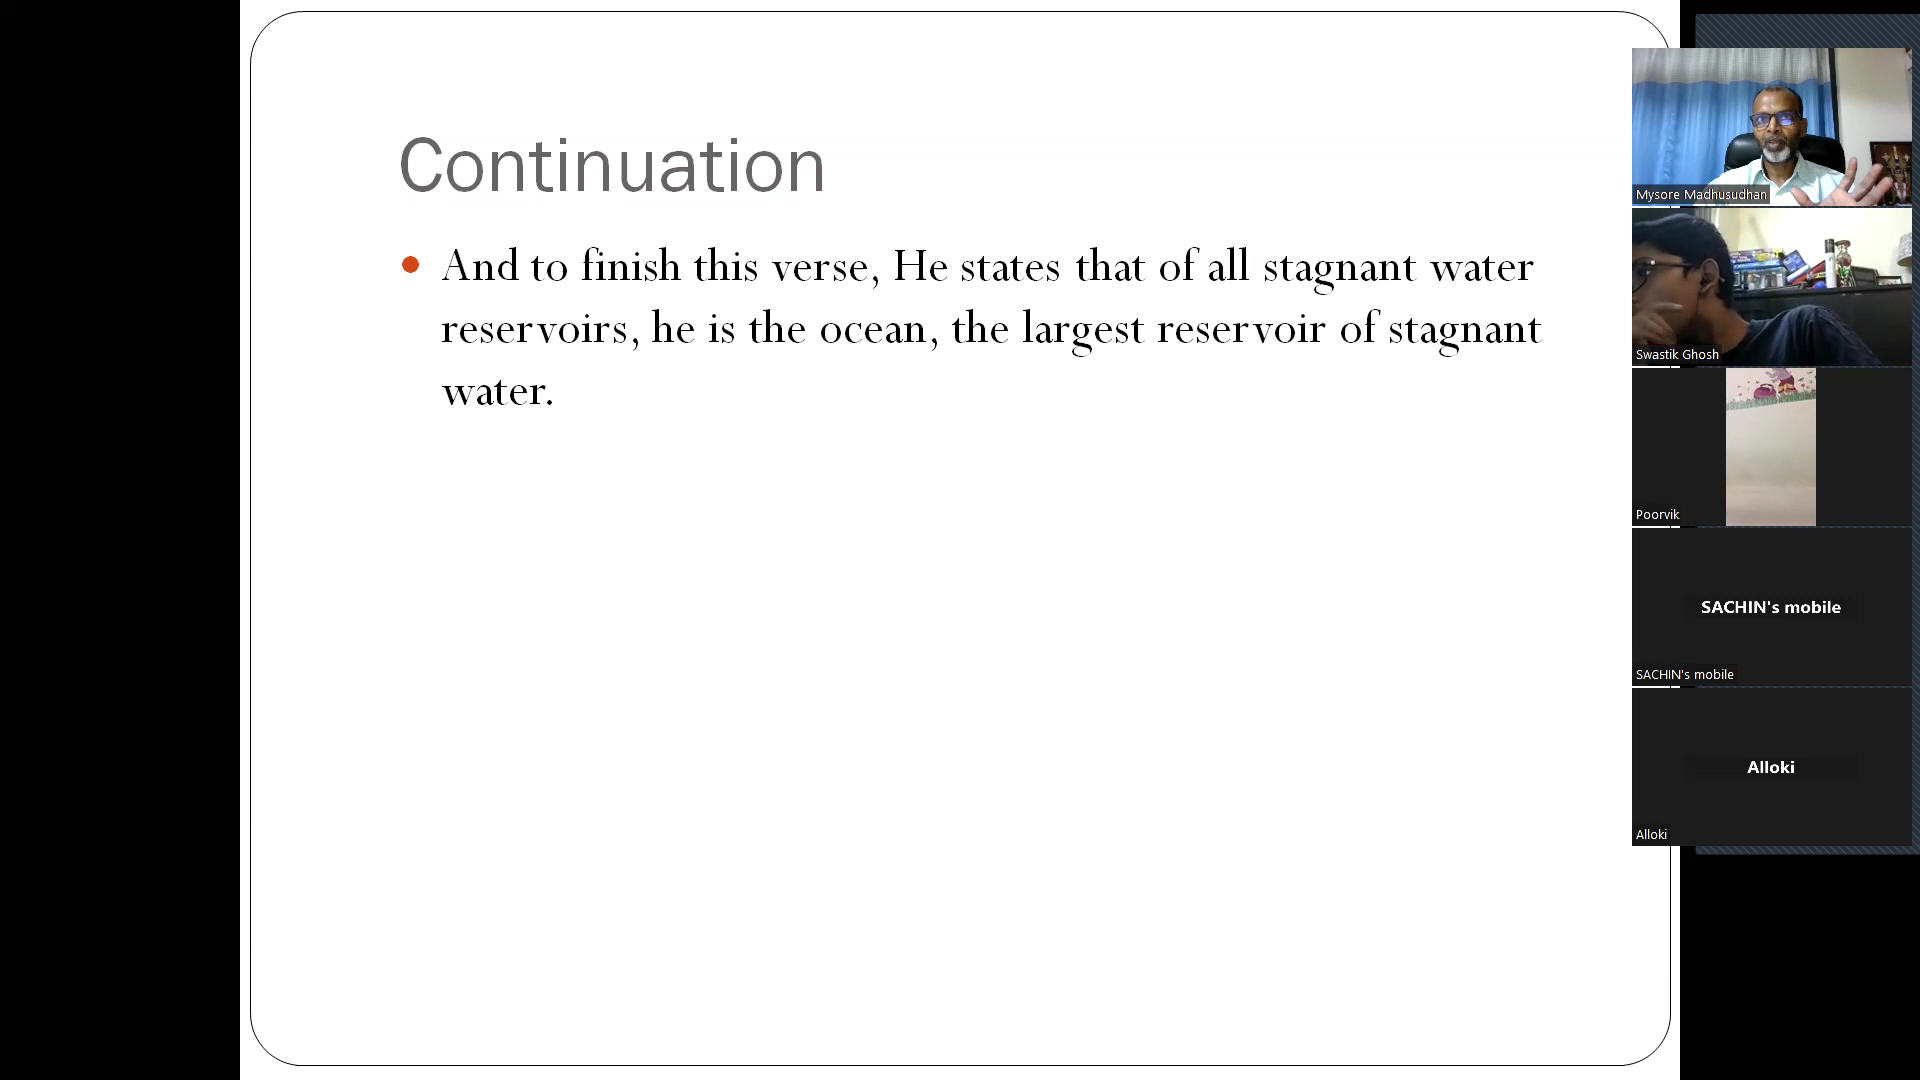 Continuation
And to finish this verse, He states that of all stagnant water
reservoirs, he is the ocean, the largest reservoir of stagnant
water.
Mysore Madhusudhan
Swastik Ghosh
Poorvik
SACHIN's mobile
SACHIN's mobile
Alloki
Alloki